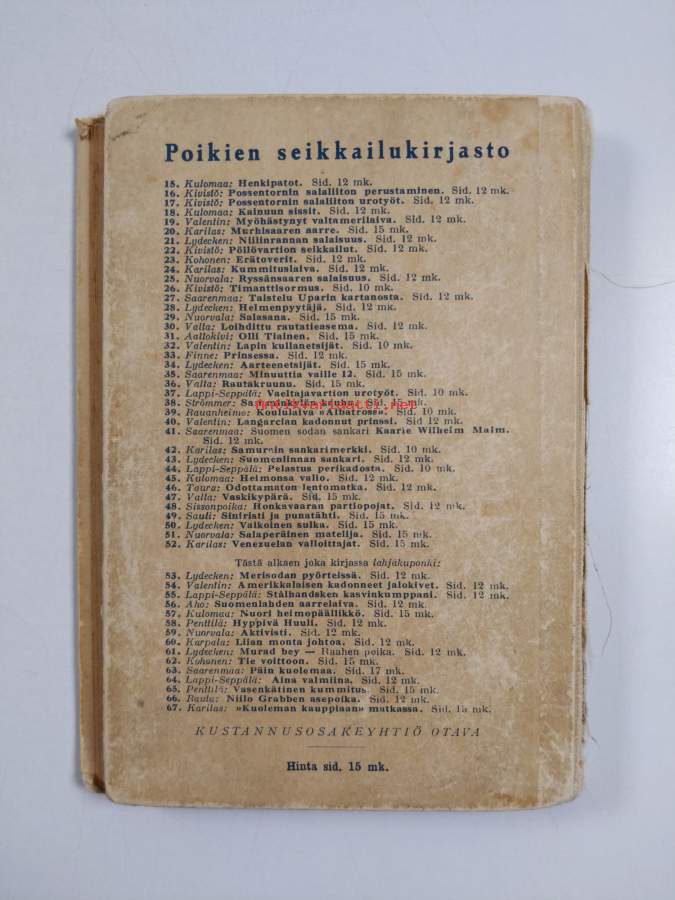 Poikien seikkailukirjasto
15. Kulomaa: Henkipatot. Sid. 12 mk.
16. Kivistö: Possentornin salaliiton perustaminen. Sid. 12 mk.
17. Kivistö: Possentornin salaliiton urotyöt. Sid. 12 mk.
18. Kulomaa: Kainuun sissit. Sid. 12 mk.
19. Valentin: Myöhästynyt valtamerilaiva. Sid. 12 mk.
20. Karilas: Murhisaaren aarre. Sid. 15 mk.
21. Lydecken: Niilinrannan salaisuus. Sid. 12 mk.
22. Kivistö: Pöllövartion seikkailut. Sid. 12 mk.
23. Kohonen: Erätoverit. Sid. 12 mk.
24. Karilas: Kummituslaiva. Sid. 12 mk.
25. Nuorvala: Ryssänsaaren salaisuus. Sid. 12 mk.
26. Kivistö: Timanttisormus. Sid. 10 mk.
27. Saarenmaa: Taistelu Uparin kartanosta. Sid. 12 mk.
28. Lydecken: Helmenpyytäjä. Sid. 12 mk.
29. Nuorvala: Salasana. Sid. 15 mk.
30. Valta: Loihdittu rautatieasema. Sid. 12 mk.
31. Aaltokivi: Olli Tiainen. Sid. 15 mk.
32. Valentin: Lapin kullanetsijät. Sid. 10 mk.
33. Finne: Prinsessa. Sid. 12 mk.
34. Lydecken: Aarteenetsijät. Sid. 15 mk.
35. Saarenmaa: Minuuttia vaille 12. Sid. 15 mk.
36. Valta: Rautakruunu. Sid. 15 mk.
37. Lappi-Seppälä: Vaeltajavartion urotyöt. Sid. 10 mk.
38. Strömmer: Sid. 15 mk.
39. Rauanheimo: Koululaiva »Albatross». Sid. 10 mk.
40. Valentin: Langarcian kadonnut prinssi. Sid. 12 mk.
41. Saarenmaa: Suomen sodan sankari Kaarle Wilhelm Malm.
Sid. 12 mk.
42. Karilas: Samurain sankarimerkki. Sid. 10 mk.
43. Lydecken: Suomenlinnan sankari. Sid. 12 mk.
44. Lappi-Seppälä: Pelastus perikadosta. Sid. 10 mk.
45. Kulomaa: Heimonsa valio. Sid. 12 mk.
46. Taura: Odottamaton lentomatka. Sid. 12 mk.
47. Valta: Vaskikypärä. Sid. 15 mk.
48. Sissonpoika: Honkavaaran partiopojat. Sid. 12 mk.
49. Sauli: Siniristi ja punatähti. Sid. 15 mk.
50. Lydecken: Valkoinen sulka. Sid. 15 mk.
51. Nuorvala: Salaperäinen matelija. Sid. 15 mk.
52. Karilas: Venezuelan valloittajat. Sid. 15 mk.
Tästä alkaen joka kirjassa lahjakuponki:
53. Lydecken: Merisodan pyörteissä. Sid. 12 mk.
54. Valentin: Amerikkalaisen kadonneet jalokivet. Sid. 12 mk.
55. Lappi-Seppälä: Stålhandsken kasvinkumppani. Sid. 12 mk.
56. Aho: Suomenlahden aarrelaiva. Sid. 12 mk.
57. Kulomaa: Nuori heimopäällikkö. Sid. 15 mk.
58. Penttilä: Hyppivä Huuli. Sid. 12 mk.
59. Nuorvala: Aktivisti. Sid. 12 mk.
60. Karpala: Liian monta johtoa. Sid. 12 mk.
61. Lydecken: Murad bey — Raahen poika. Sid. 12 mk.
62. Kohonen: Tie voittoon. Sid. 15 mk.
63. Saarenmaa: Päin kuolemaa. Sid. 17 mk.
64. Lappi-Seppälä: Aina valmiina. Sid. 12 mk.
65. Penttilä: Vasenkätinen kummitus. Sid. 15 mk.
66. Rauta: Niilo Grabben asepoika. Sid. 12 mk.
67. Karilas: »Kuoleman kauppiaan» matkassa. Sid. 15 mk.
KUSTANNUSOSAKEYHTIÖ OTAVA
Hinta sid. 15 mk.